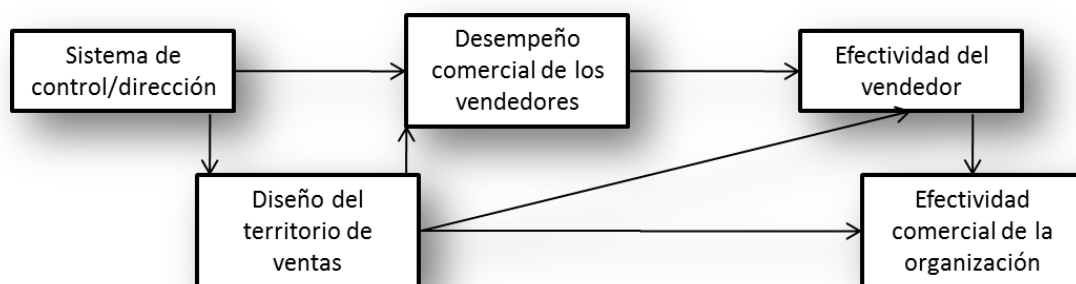 Sistema de
control/dirección
Desempeño
comercial de los
vendedores
Efectividad del
vendedor
Diseño del
territorio de
ventas
Efectividad
comercial de la
organización